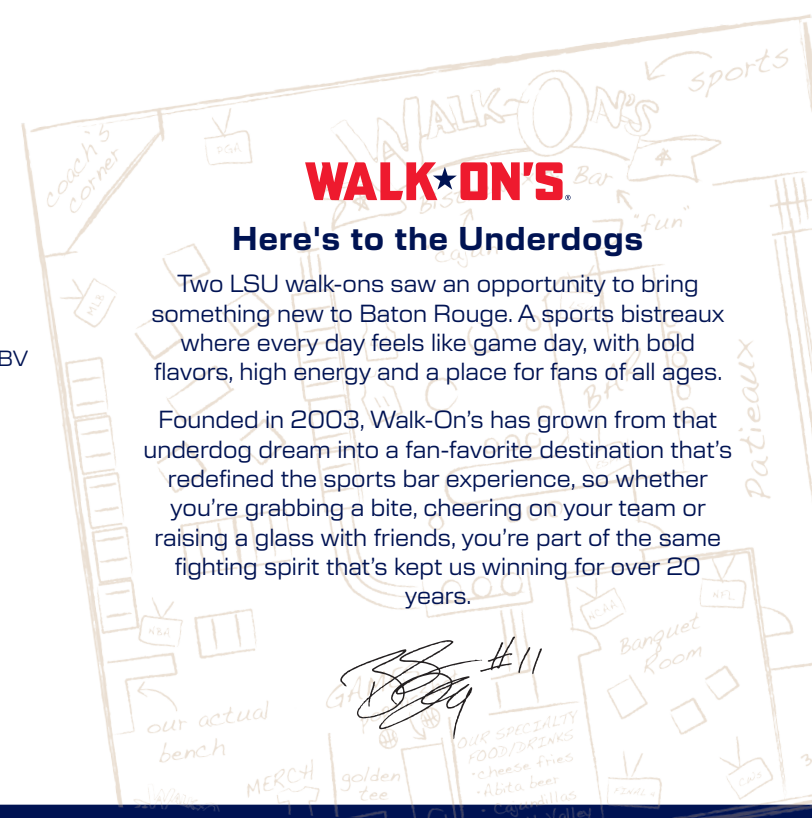 sports
WALK-ON'S
coach's
corner
PGA
WALK★ON'S®
Bar
"fun"
Here's to the Underdogs
Two LSU walk-ons saw an opportunity to bring
something new to Baton Rouge. A sports bistreaux
where every day feels like game day, with bold
flavors, high energy and a place for fans of all ages.
BV
MLB
BAR
Patieaux
Founded in 2003, Walk-On's has grown from that
underdog dream into a fan-favorite destination that's
redefined the sports bar experience, so whether
you're grabbing a bite, cheering on your team or
raising a glass with friends, you're part of the same
fighting spirit that's kept us winning for over 20
years.
NCAA
NFL
NBA
Banquet
Room
#11
our actual
bench
OUR SPECIALTY
FOOD/DRINKS
·cheese fries
·Abita beer
MERCH
golden
tee
FINAL 4